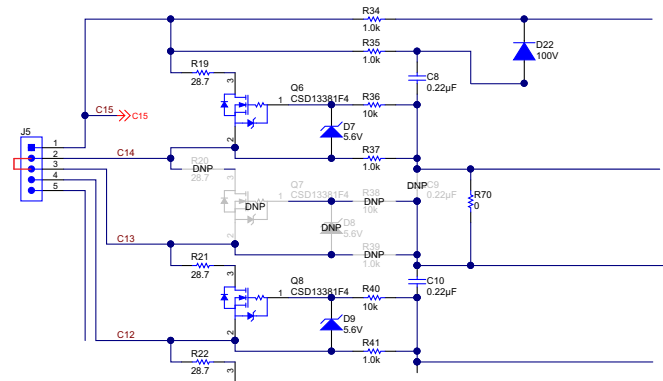 R34
1.0k
R35
1.0k
D22
100V
R19
28.7
3
C8
0.22µF
Q6
CSD13381F4
1
R36
10k
C15
C15
D7
5.6V
J5
1
2
3
4
5
2
C14
R37
1.0k
R20
DNP
28.7
3
Q7
CSD13381F4
1
DNP
R38
DNP
10k
DNP
C9
0.22µF
R70
0
D8
DNP
5.6V
2
C13
R39
DNP
1.0k
R21
28.7
3
C10
0.22µF
Q8
CSD13381F4
1
R40
10k
D9
5.6V
2
C12
R41
1.0k
R22
28.7
3